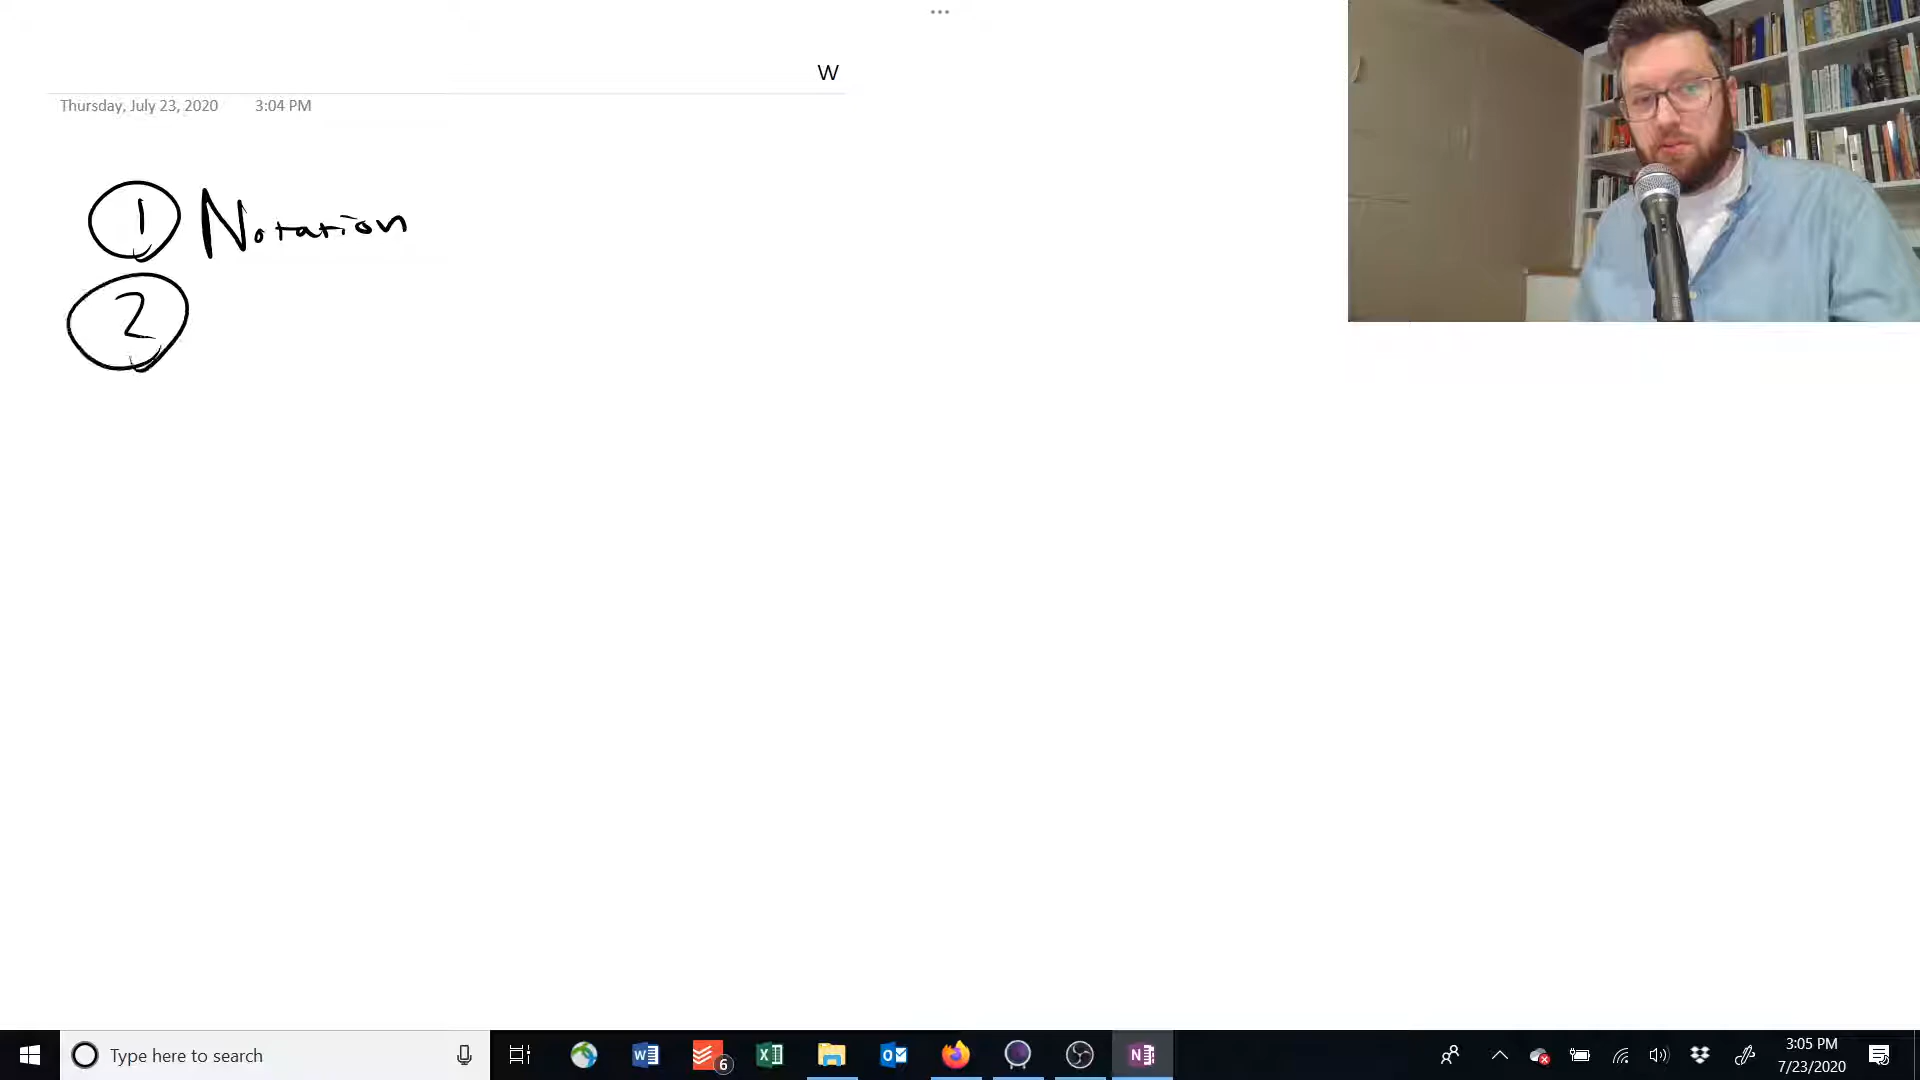 W
Thursday, July 23, 2020 3:04 PM
1 Notation
2
Type here to search
6
3:05 PM
7/23/2020